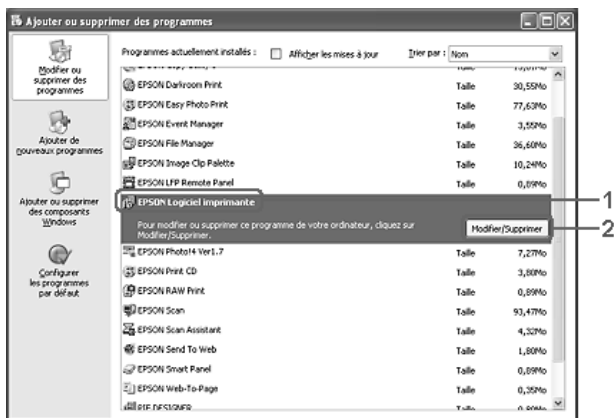 Ajouter ou supprimer des programmes
Modifier ou
supprimer des
programmes
Ajouter de
nouveaux programmes
Ajouter ou supprimer
des composants
Windows
Configurer
les programmes
par défaut
Programmes actuellement installés : Afficher les mises à jour Trier par : Nom
EPSON Darkroom Print Taille 30,55Mo
EPSON Easy Photo Print Taille 77,63Mo
EPSON Event Manager Taille 3,55Mo
EPSON File Manager Taille 36,60Mo
EPSON Image Clip Palette Taille 10,24Mo
EPSON LFP Remote Panel Taille 0,89Mo
EPSON Logiciel imprimante 1
Pour modifier ou supprimer ce programme de votre ordinateur, cliquez sur
Modifier/Supprimer. Modifier/Supprimer 2
EPSON Photo!4 Ver1.7 Taille 7,27Mo
EPSON Print CD Taille 3,80Mo
EPSON RAW Print Taille 0,89Mo
EPSON Scan Taille 93,47Mo
EPSON Scan Assistant Taille 4,32Mo
EPSON Send To Web Taille 1,80Mo
EPSON Smart Panel Taille 0,89Mo
EPSON Web-To-Page Taille 0,35Mo
PIF DESIGNER Taille